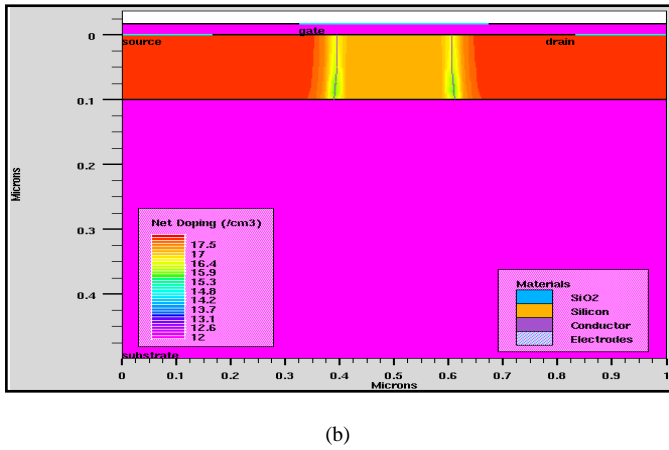 gate
0
source
drain
0.1
0.2
Microns
0.3
0.4
Net Doping (/cm3)
17.5
17
16.4
15.9
15.3
14.8
14.2
13.7
13.1
12.6
12
Materials
SiO2
Silicon
Conductor
Electrodes
substrate
0 0.1 0.2 0.3 0.4 0.5 0.6 0.7 0.8 0.9 1
Microns
(b)